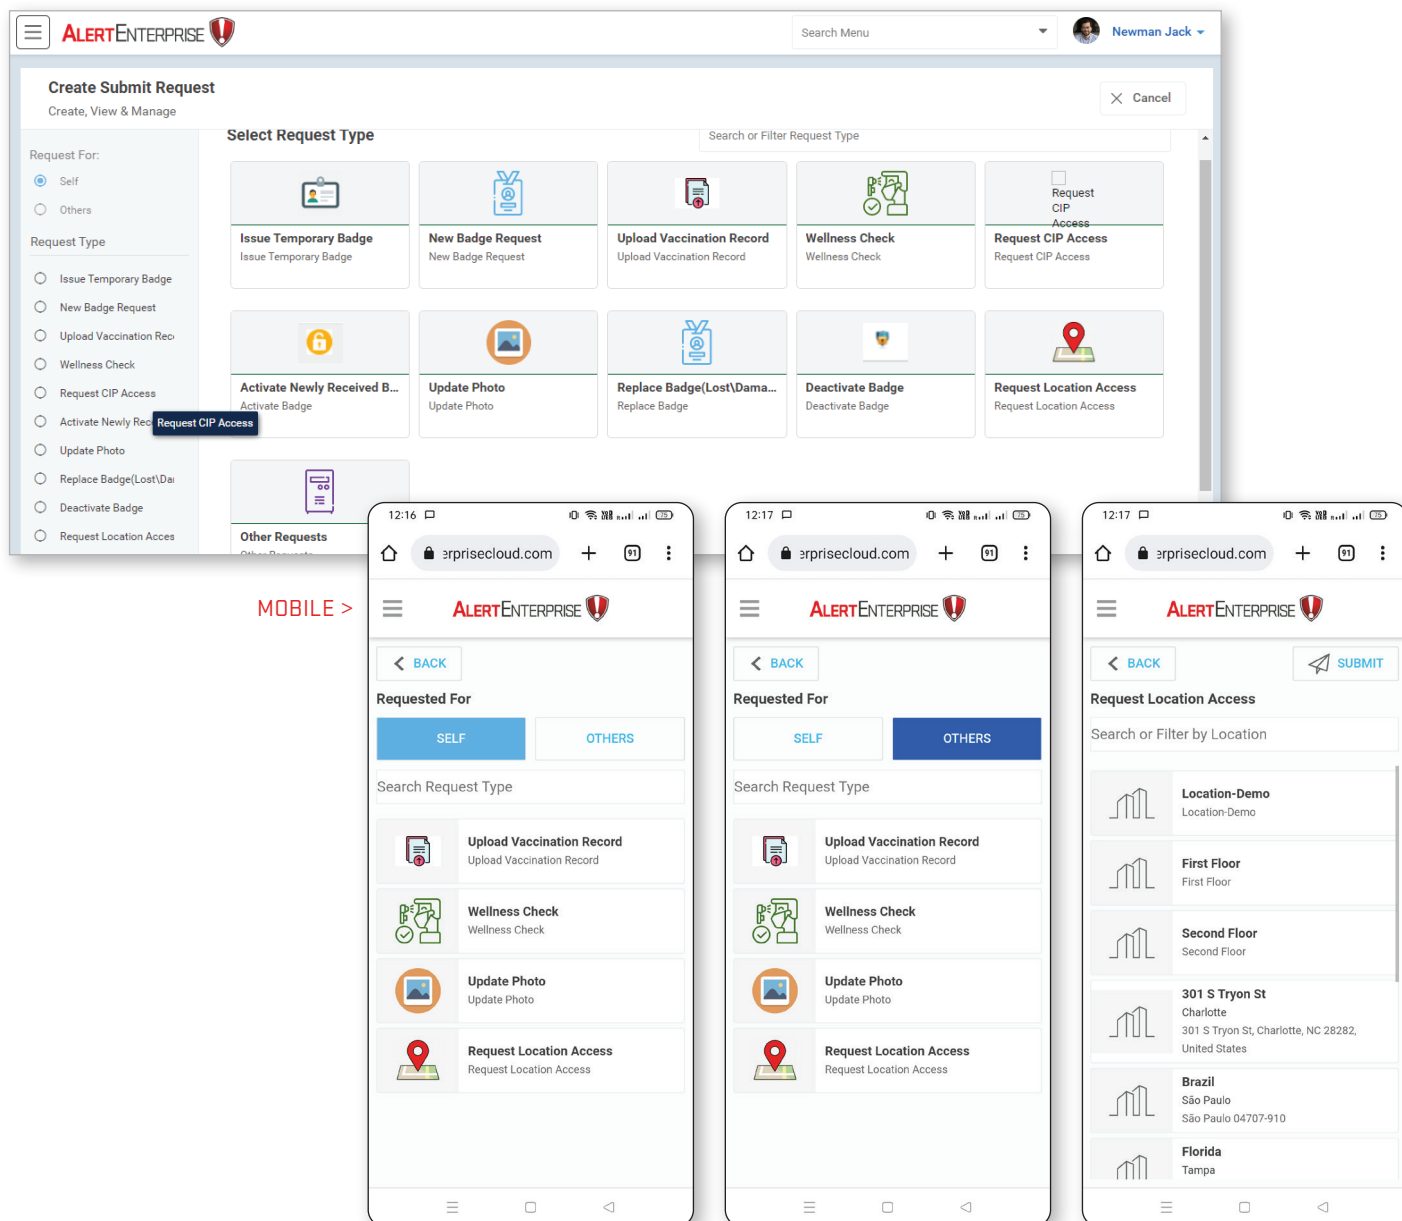 ALERTENTERPRISE
Search Menu
Newman Jack
Create Submit Request
Create, View & Manage
Cancel
Request For:
Self
Others
Request Type
Issue Temporary Badge
New Badge Request
Upload Vaccination Rec
Wellness Check
Request CIP Access
Activate Newly Rec
Request CIP Access
Update Photo
Replace Badge(Lost\Da
Deactivate Badge
Request Location Acces
Select Request Type
Search or Filter Request Type
Issue Temporary Badge
Issue Temporary Badge
New Badge Request
New Badge Request
Upload Vaccination Record
Upload Vaccination Record
Wellness Check
Wellness Check
Request
CIP
Access
Request CIP Access
Request CIP Access
Activate Newly Received B...
Activate Badge
Update Photo
Update Photo
Replace Badge(Lost\Dama...
Replace Badge
Deactivate Badge
Deactivate Badge
Request Location Access
Request Location Access
Other Requests
Other Requests
MOBILE >
12:16
75
erprisecloud.com
91
ALERTENTERPRISE
BACK
Requested For
SELF
OTHERS
Search Request Type
Upload Vaccination Record
Upload Vaccination Record
Wellness Check
Wellness Check
Update Photo
Update Photo
Request Location Access
Request Location Access
12:17
75
erprisecloud.com
91
ALERTENTERPRISE
BACK
Requested For
SELF
OTHERS
Search Request Type
Upload Vaccination Record
Upload Vaccination Record
Wellness Check
Wellness Check
Update Photo
Update Photo
Request Location Access
Request Location Access
12:17
75
erprisecloud.com
91
ALERTENTERPRISE
BACK
SUBMIT
Request Location Access
Search or Filter by Location
Location-Demo
Location-Demo
First Floor
First Floor
Second Floor
Second Floor
301 S Tryon St
Charlotte
301 S Tryon St, Charlotte, NC 28282,
United States
Brazil
São Paulo
São Paulo 04707-910
Florida
Tampa